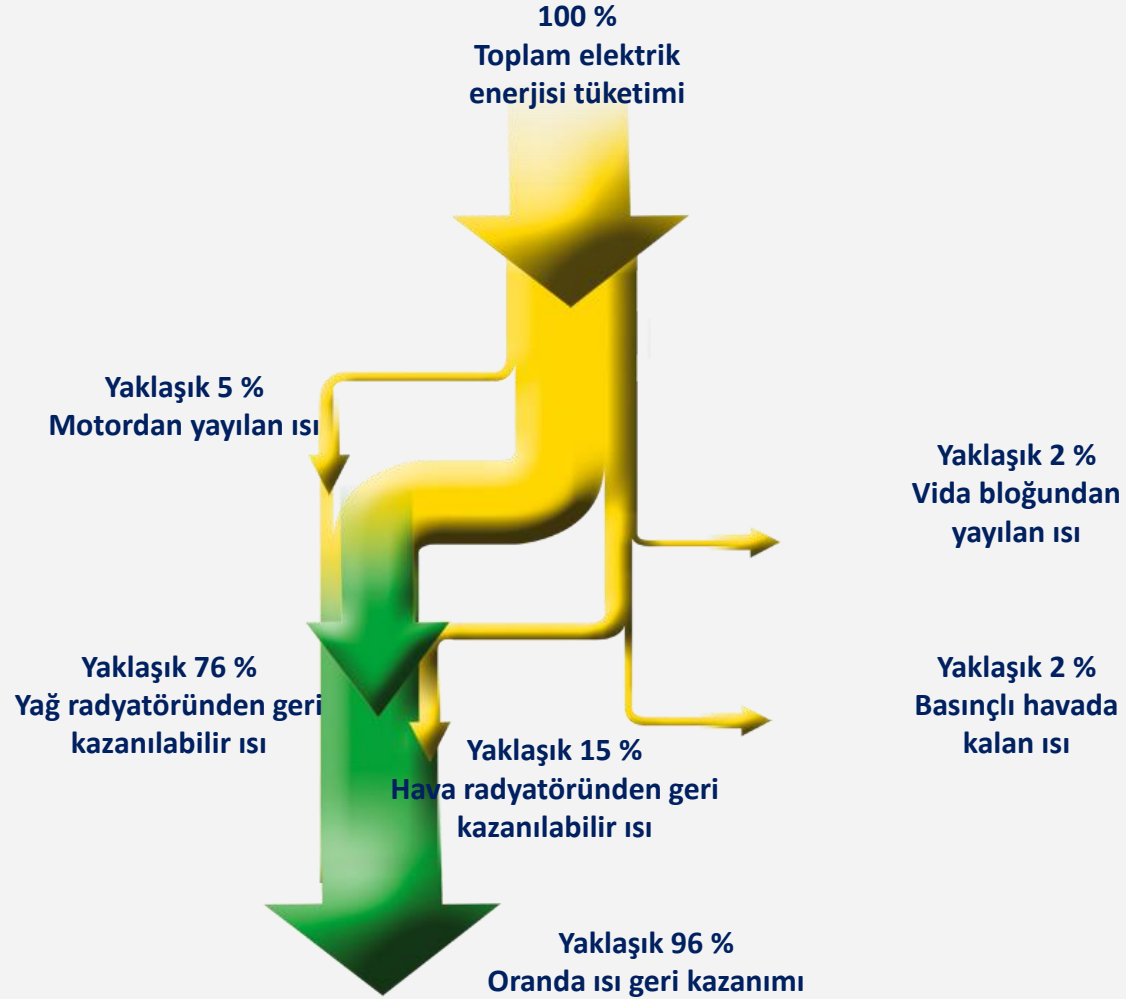 100 %
Toplam elektrik
enerjisi tüketimi
Yaklaşık 5 %
Motordan yayılan ısı
Yaklaşık 2 %
Vida bloğundan
yayılan ısı
Yaklaşık 76 %
Yağ radyatöründen geri
kazanılabilir ısı
Yaklaşık 2 %
Basınçlı havada
kalan ısı
Yaklaşık 15 %
Hava radyatöründen geri
kazanılabilir ısı
Yaklaşık 96 %
Oranda ısı geri kazanımı